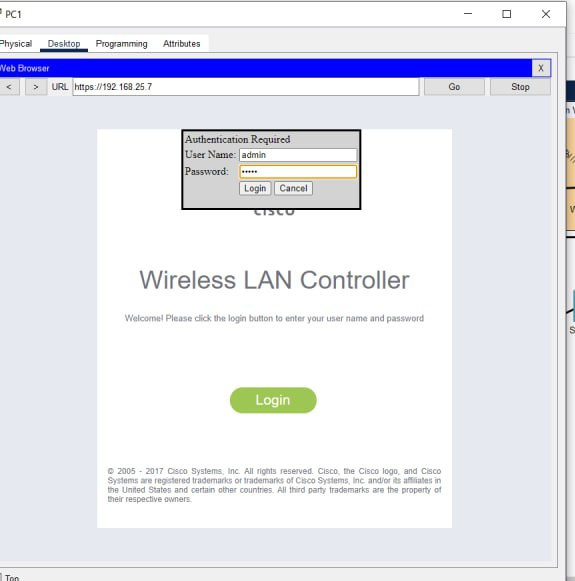 PC1
Physical Desktop Programming Attributes
Web Browser X
< > URL https://192.168.25.7 Go Stop
Authentication Required
User Name: admin
Password: •••••
Login Cancel
CISCO
Wireless LAN Controller
Welcome! Please click the login button to enter your user name and password
Login
© 2005 - 2017 Cisco Systems, Inc. All rights reserved. Cisco, the Cisco logo, and Cisco
Systems are registered trademarks or trademarks of Cisco Systems, Inc. and/or its affiliates in
the United States and certain other countries. All third party trademarks are the property of
their respective owners.
Top